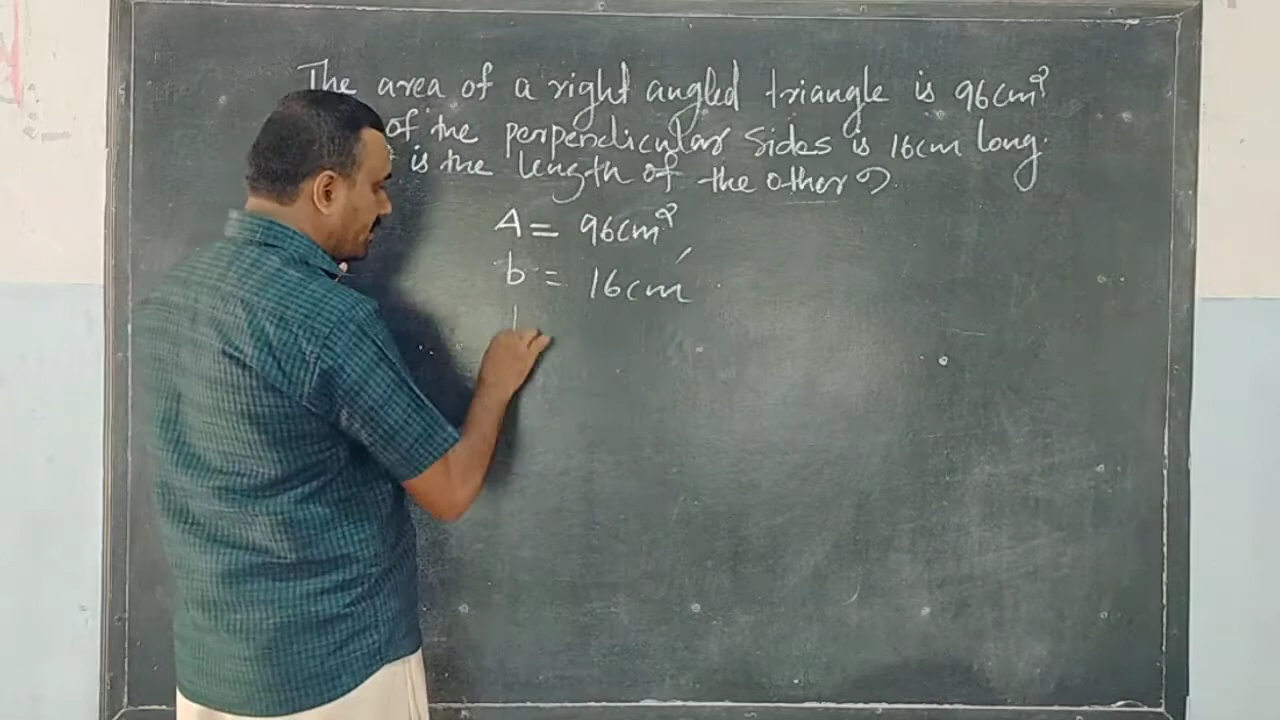 The area of a right angled triangle is 96cm²
of the perpendicular sides is 16cm long.
is the length of the other?
A = 96cm²
b = 16cm